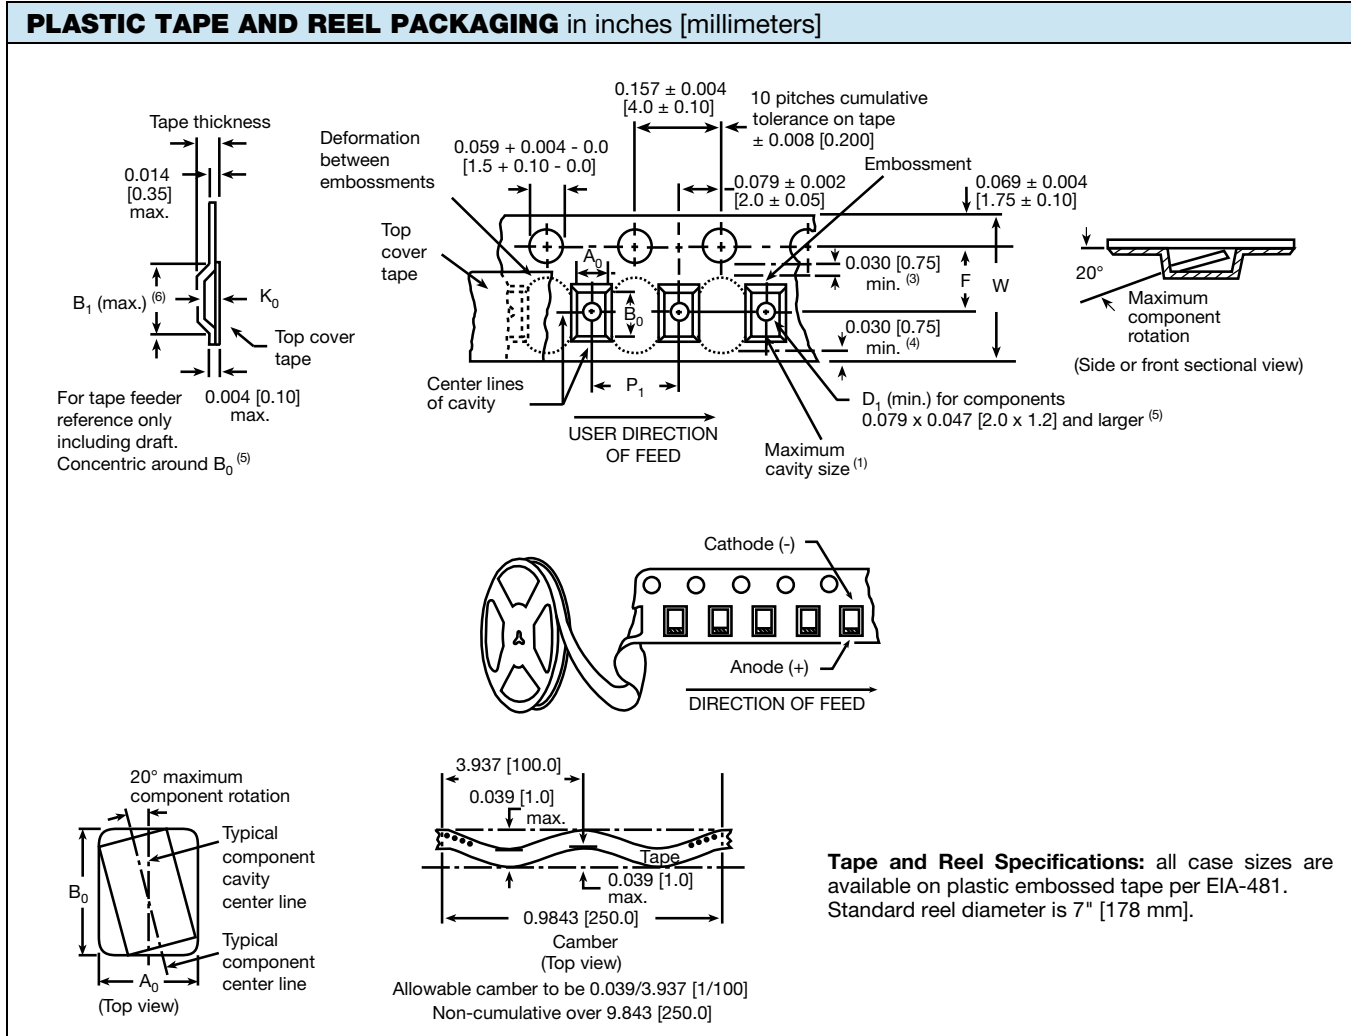 PLASTIC TAPE AND REEL PACKAGING in inches [millimeters]
Tape thickness
0.014
[0.35]
max.
B1 (max.) (6)
K0
Top cover
tape
0.004 [0.10]
max.
For tape feeder
reference only
including draft.
Concentric around B0 (5)
Deformation
between
embossments
Top
cover
tape
0.059 + 0.004 - 0.0
[1.5 + 0.10 - 0.0]
0.157 ± 0.004
[4.0 ± 0.10]
10 pitches cumulative
tolerance on tape
± 0.008 [0.200]
Embossment
0.079 ± 0.002
[2.0 ± 0.05]
0.069 ± 0.004
[1.75 ± 0.10]
A0
B0
0.030 [0.75]
min. (3)
F
W
0.030 [0.75]
min. (4)
Center lines
of cavity
P1
USER DIRECTION
OF FEED
D1 (min.) for components
0.079 x 0.047 [2.0 x 1.2] and larger (5)
Maximum
cavity size (1)
20°
Maximum
component
rotation
(Side or front sectional view)
Cathode (-)
Anode (+)
DIRECTION OF FEED
20° maximum
component rotation
Typical
component
cavity
center line
B0
Typical
component
center line
A0
(Top view)
3.937 [100.0]
0.039 [1.0]
max.
Tape
0.039 [1.0]
max.
0.9843 [250.0]
Camber
(Top view)
Allowable camber to be 0.039/3.937 [1/100]
Non-cumulative over 9.843 [250.0]
Tape and Reel Specifications: all case sizes are
available on plastic embossed tape per EIA-481.
Standard reel diameter is 7" [178 mm].